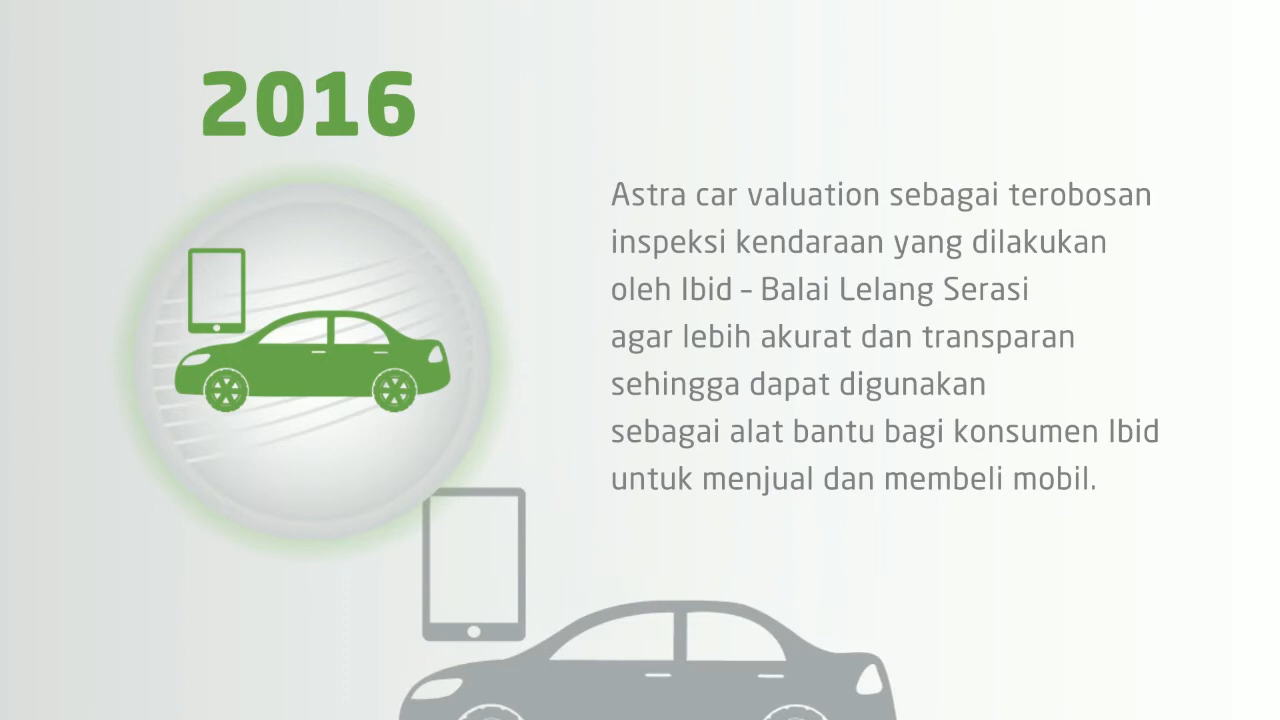 2016
Astra car valuation sebagai terobosan
inspeksi kendaraan yang dilakukan
oleh Ibid – Balai Lelang Serasi
agar lebih akurat dan transparan
sehingga dapat digunakan
sebagai alat bantu bagi konsumen Ibid
untuk menjual dan membeli mobil.